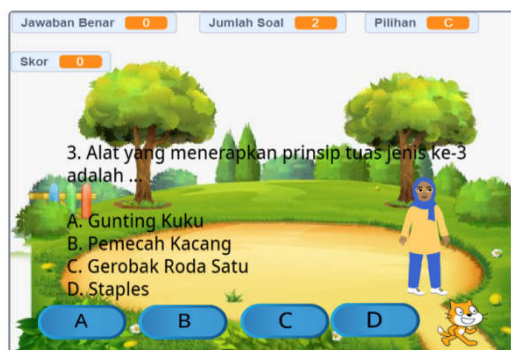 Jawaban Benar 0 Jumlah Soal 2 Pilihan C
Skor 0
3. Alat yang menerapkan prinsip tuas jenis ke-3
adalah ...
A. Gunting Kuku
B. Pemecah Kacang
C. Gerobak Roda Satu
D. Staples
A B C D